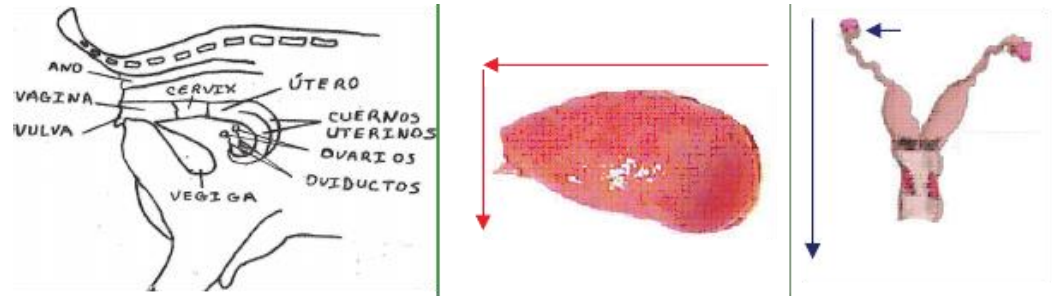 ANO
VAGINA
VULVA
CERVIX
ÚTERO
CUERNOS
UTERINOS
OVARIOS
OVIDUCTOS
VEGIGA